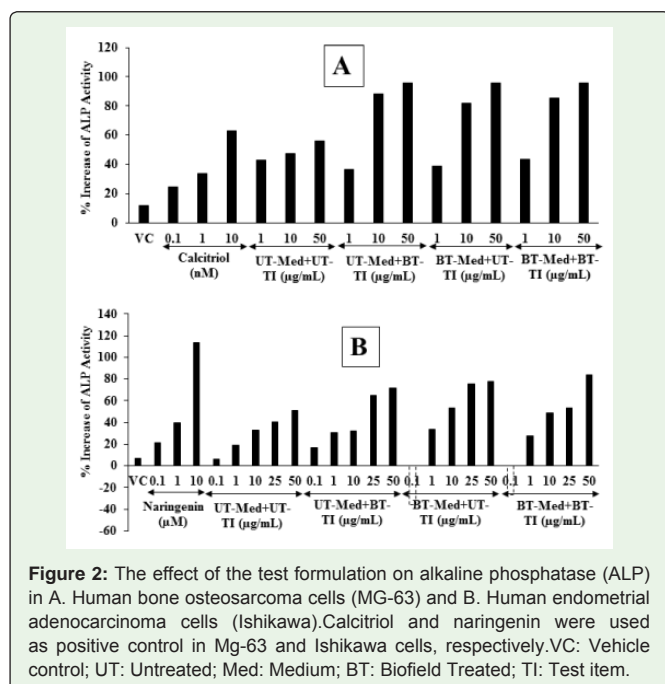 A
% Increase of ALP Activity
120
100
80
60
40
20
0
VC 0.1 1 10 1 10 50 1 10 50 1 10 50 1 10 50
Calcitriol (nM) UT-Med+UT-TI (µg/mL) UT-Med+BT-TI (µg/mL) BT-Med+UT-TI (µg/mL) BT-Med+BT-TI (µg/mL)
B
% Increase of ALP Activity
140
120
100
80
60
40
20
0
-20
-40
-60
VC 0.1 1 10 0.1 1 10 25 50 0.1 1 10 25 50 0.1 1 10 25 50 0.1 1 10 25 50
Naringenin (µM) UT-Med+UT-TI (µg/mL) UT-Med+BT-TI (µg/mL) BT-Med+UT-TI (µg/mL) BT-Med+BT-TI (µg/mL)
Figure 2: The effect of the test formulation on alkaline phosphatase (ALP)
in A. Human bone osteosarcoma cells (MG-63) and B. Human endometrial
adenocarcinoma cells (Ishikawa).Calcitriol and naringenin were used
as positive control in Mg-63 and Ishikawa cells, respectively.VC: Vehicle
control; UT: Untreated; Med: Medium; BT: Biofield Treated; TI: Test item.